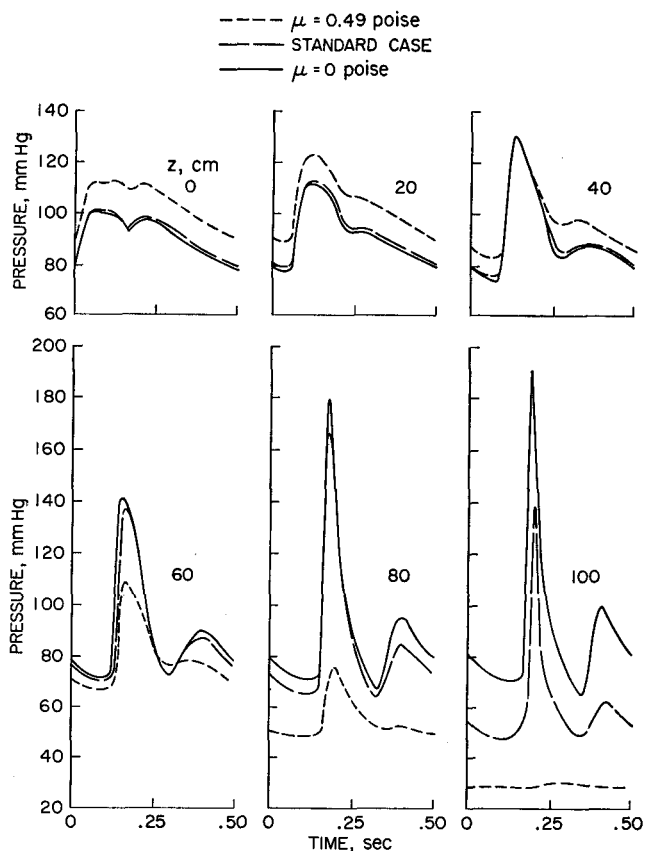 μ = 0.49 poise
STANDARD CASE
μ = 0 poise
140
120
100
80
60
PRESSURE, mm Hg
z, cm
0
20
40
200
180
160
140
120
100
80
60
40
20
PRESSURE, mm Hg
60
80
100
0 .25 .50
0 .25 .50
0 .25 .50
TIME, sec